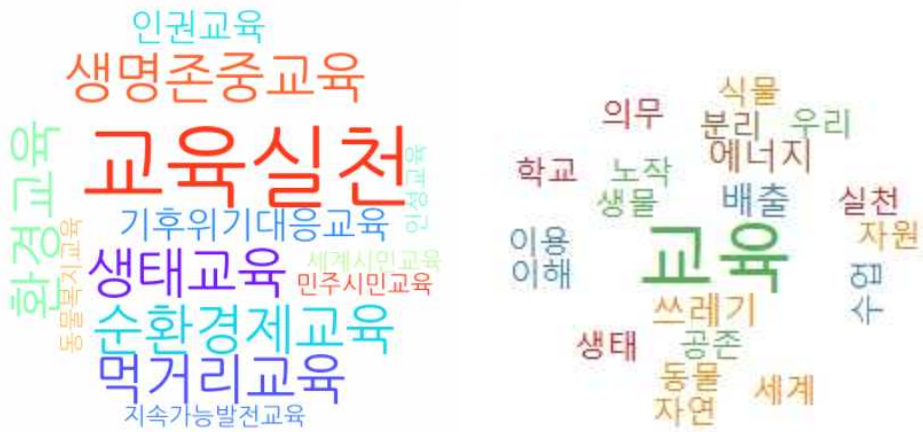 인권교육
생명존중교육
교육실천
환경교육
인성교육
기후위기대응교육
동물복지교육
생태교육
세계시민교육
민주시민교육
순환경제교육
먹거리교육
지속가능발전교육
식물
의무
분리
우리
에너지
학교
노작
생물
배출
실천
이용
교육
자원
이해
수업
쓰레기
생태
공존
동물
세계
자연